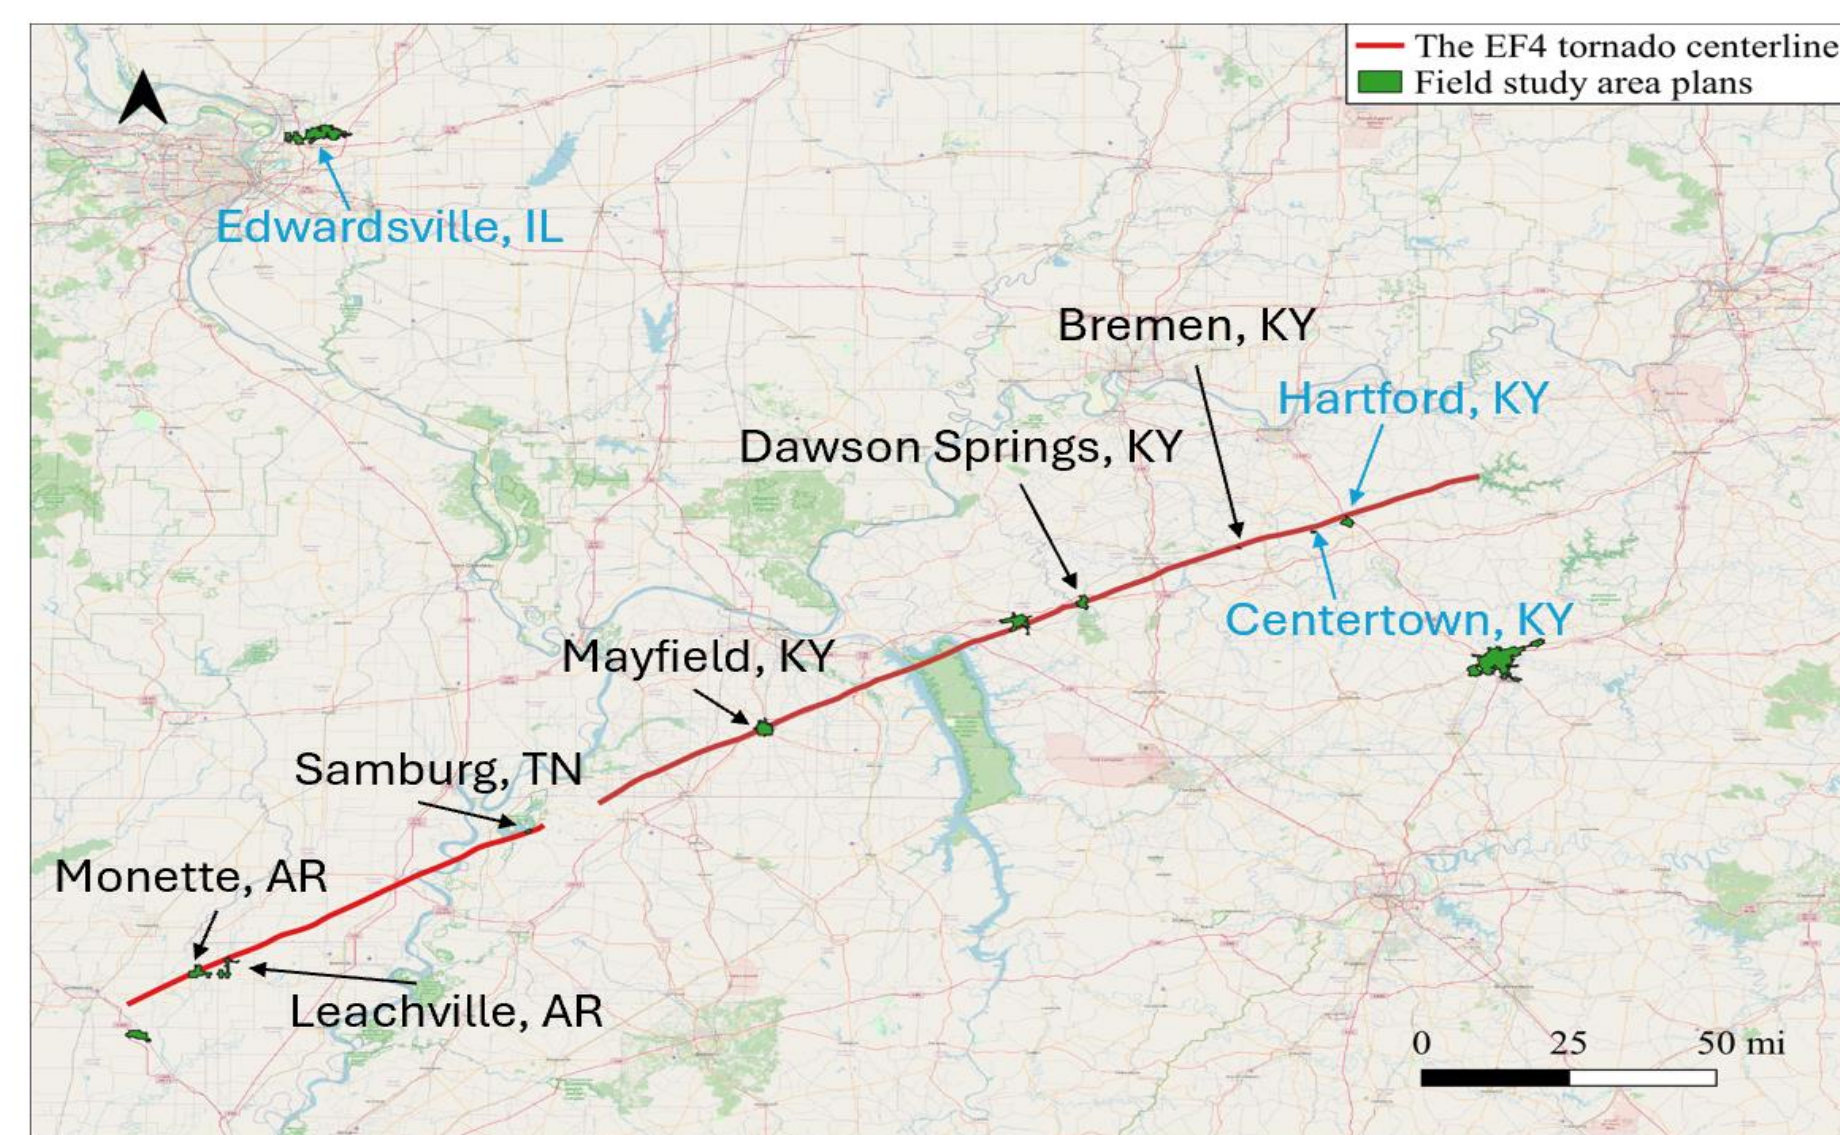 The EF4 tornado centerline
Field study area plans
Edwardsville, IL
Bremen, KY
Hartford, KY
Dawson Springs, KY
Centertown, KY
Mayfield, KY
Samburg, TN
Monette, AR
Leachville, AR
0 25 50 mi